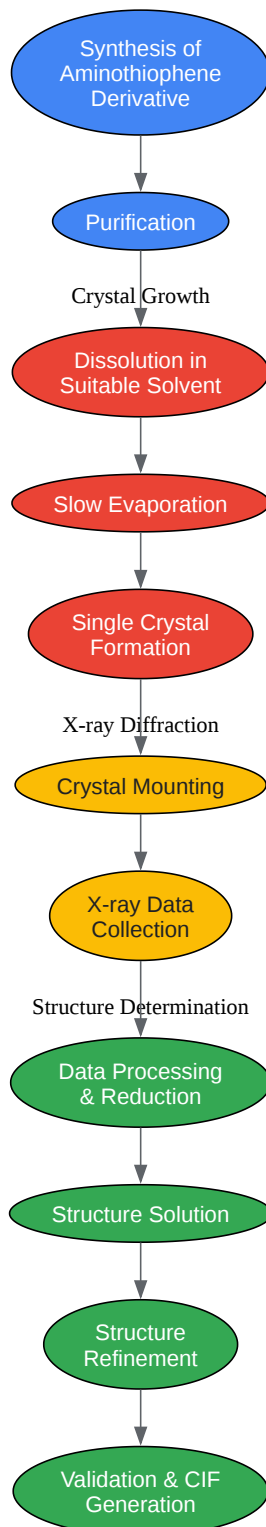 Synthesis of
Aminothiophene
Derivative
Purification
Crystal Growth
Dissolution in
Suitable Solvent
Slow Evaporation
Single Crystal
Formation
X-ray Diffraction
Crystal Mounting
X-ray Data
Collection
Structure Determination
Data Processing
& Reduction
Structure Solution
Structure
Refinement
Validation & CIF
Generation